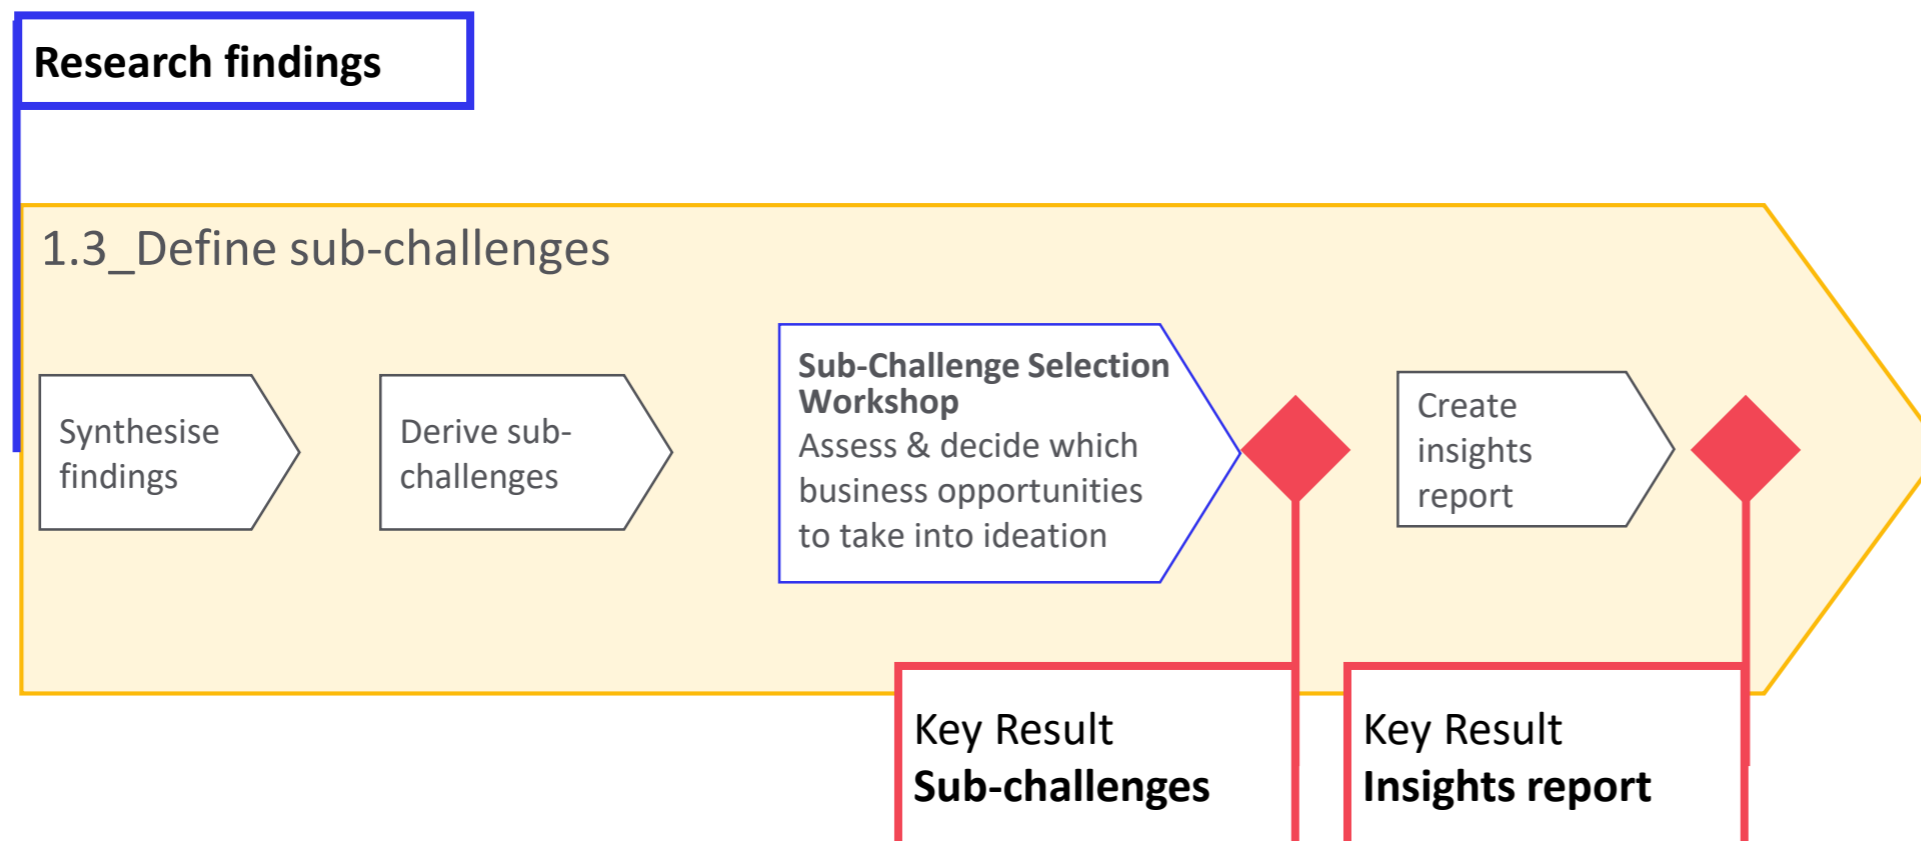 Research findings
1.3_Define sub-challenges
Synthesise
findings
Derive sub-
challenges
Sub-Challenge Selection
Workshop
Assess & decide which
business opportunities
to take into ideation
Create
insights
report
Key Result
Sub-challenges
Key Result
Insights report